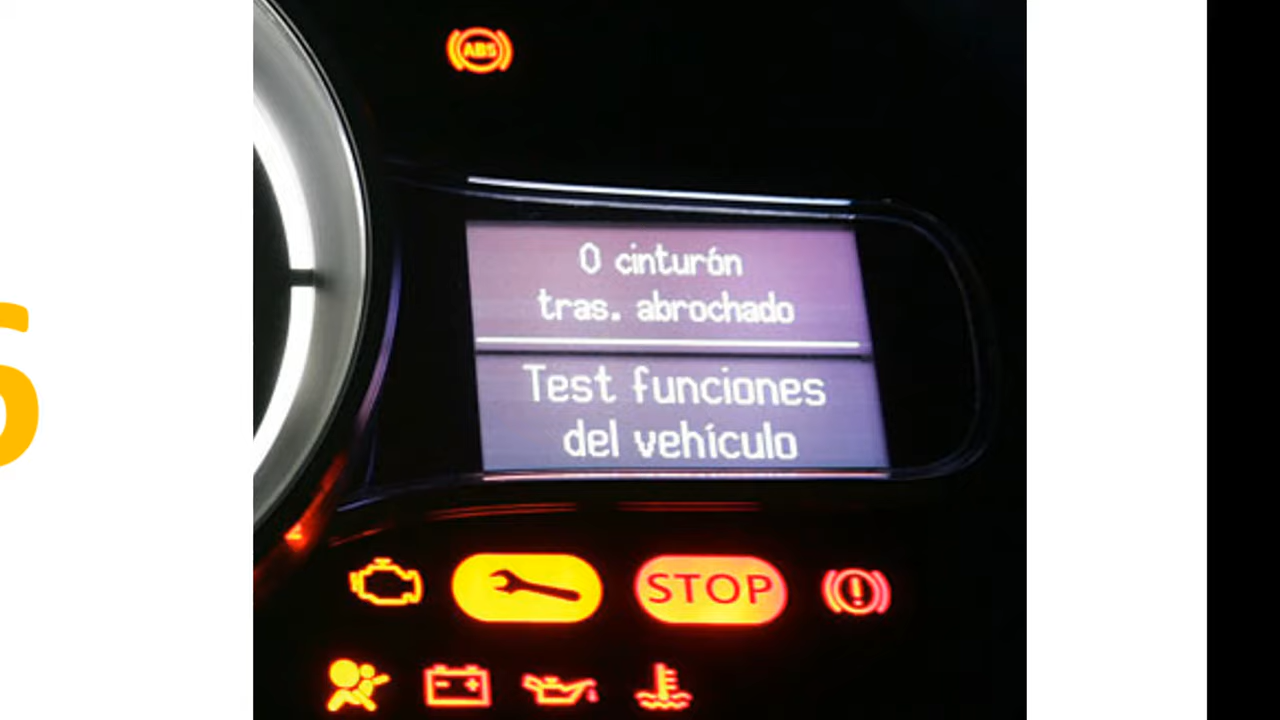 ABS
0 cinturón
tras. abrochado
Test funciones
del vehículo
STOP